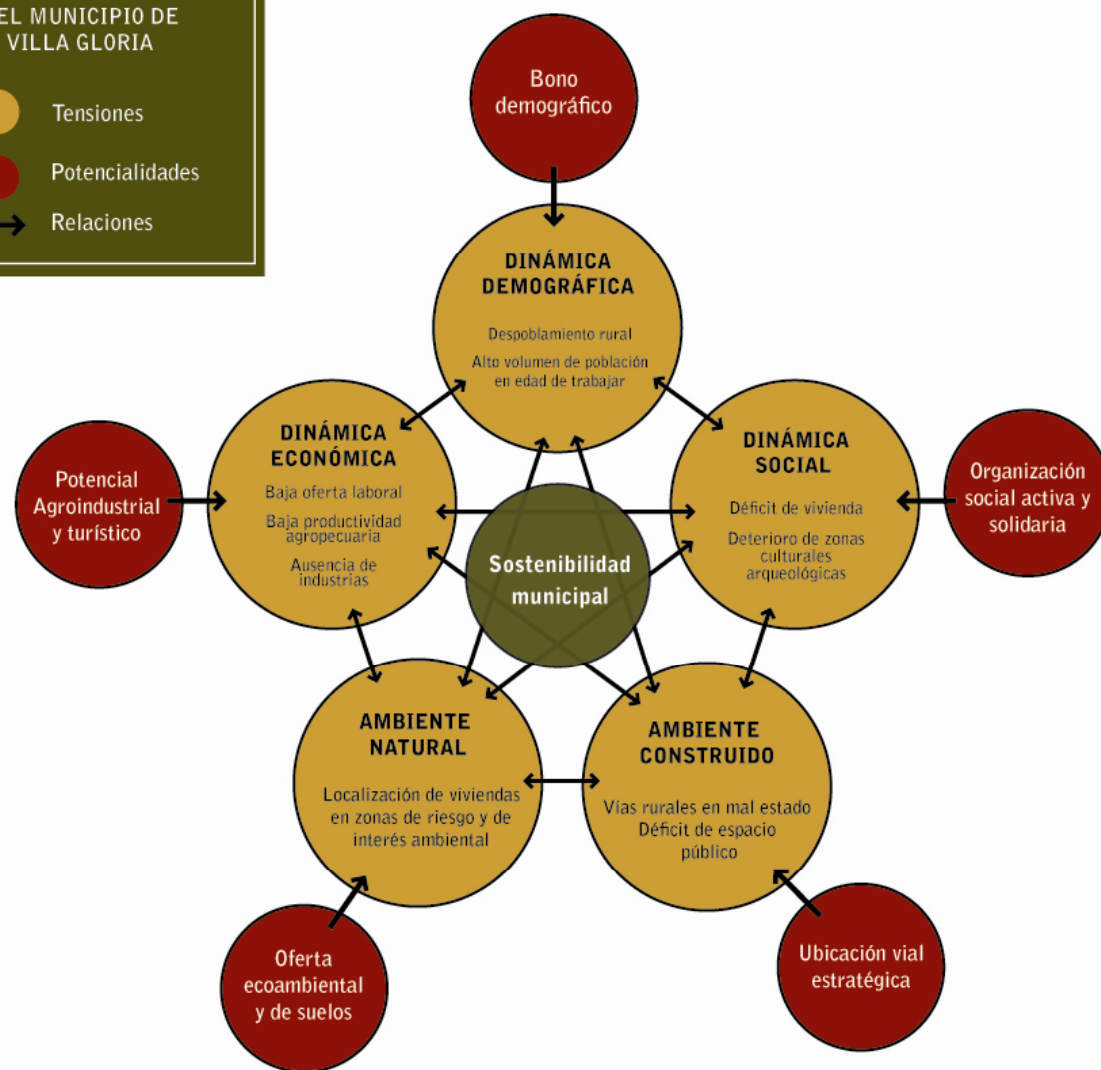 EL MUNICIPIO DE
VILLA GLORIA
Tensiones
Potencialidades
Relaciones
Bono
demográfico
DINÁMICA
DEMOGRÁFICA
Despoblamiento rural
Alto volumen de población
en edad de trabajar
DINÁMICA
ECONÓMICA
Baja oferta laboral
Baja productividad
agropecuaria
Ausencia de
industrias
DINÁMICA
SOCIAL
Déficit de vivienda
Deterioro de zonas
culturales
arqueológicas
Potencial
Agroindustrial
y turístico
Organización
social activa y
solidaria
Sostenibilidad
municipal
AMBIENTE
NATURAL
Localización de viviendas
en zonas de riesgo y de
interés ambiental
AMBIENTE
CONSTRUIDO
Vías rurales en mal estado
Déficit de espacio
público
Oferta
ecoambiental
y de suelos
Ubicación vial
estratégica